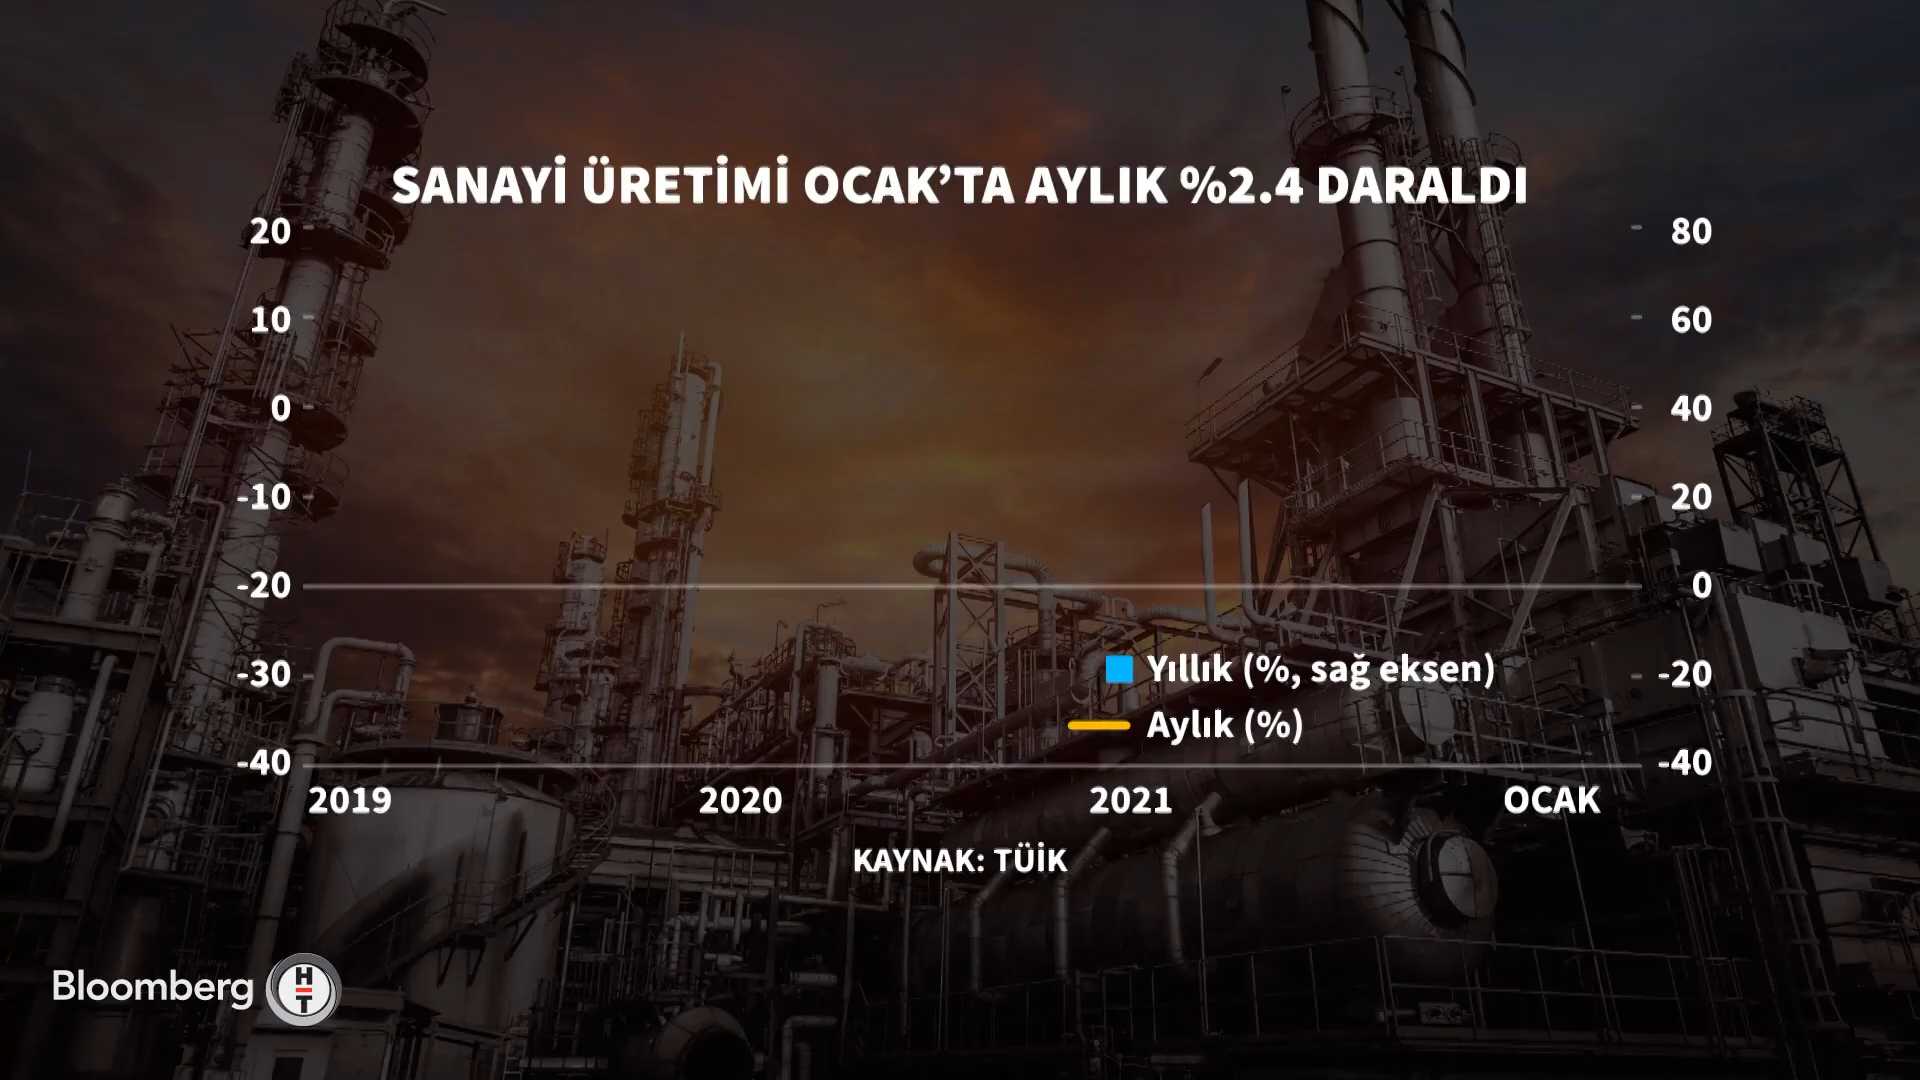 SANAYİ ÜRETİMİ OCAK'TA AYLIK %2.4 DARALDI
20 80
10 60
0 40
-10 20
-20 0
-30 -20
Yıllık (%, sağ eksen)
Aylık (%)
-40 -40
2019 2020 2021 OCAK
KAYNAK: TÜİK
Bloomberg HT